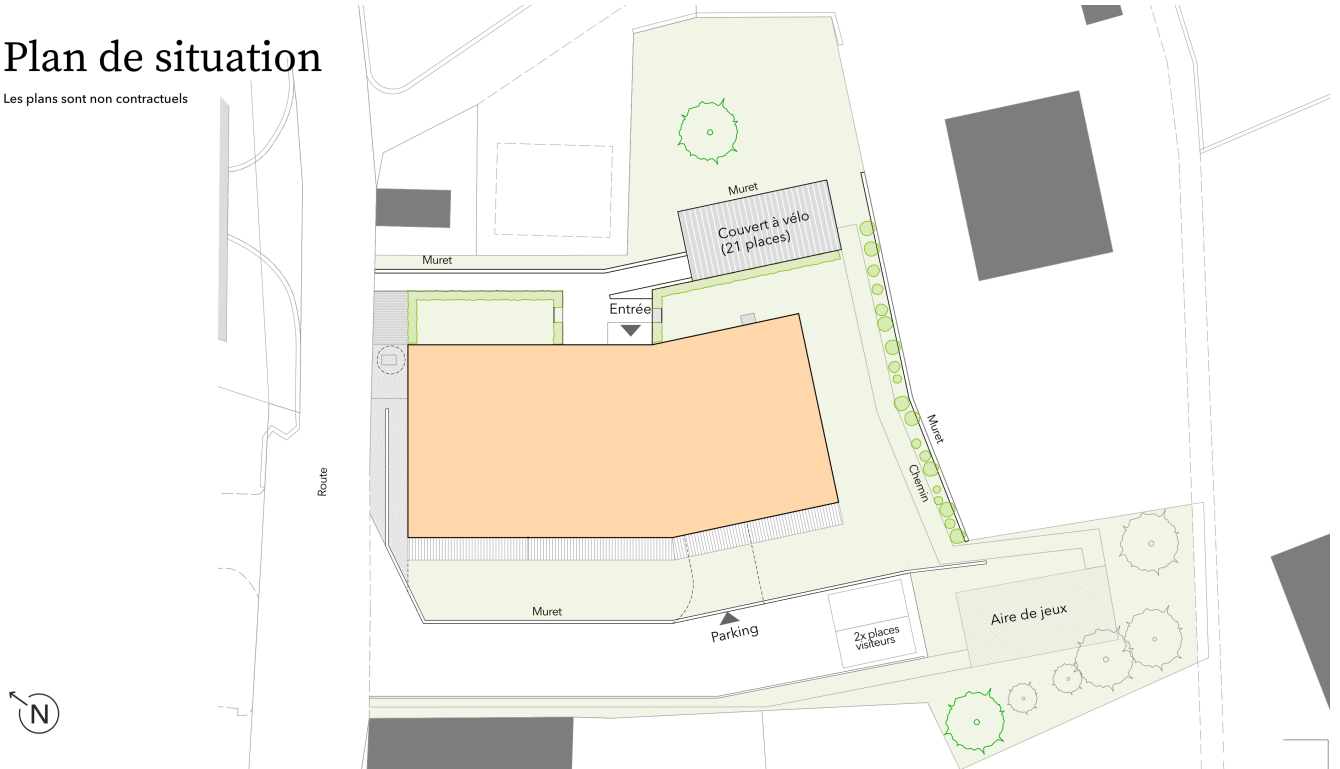 Plan de situation
Les plans sont non contractuels
Muret
Couvert à vélo
(21 places)
Muret
Entrée
Muret
Chemin
Route
Muret
Aire de jeux
Parking
2x places
visiteurs
N